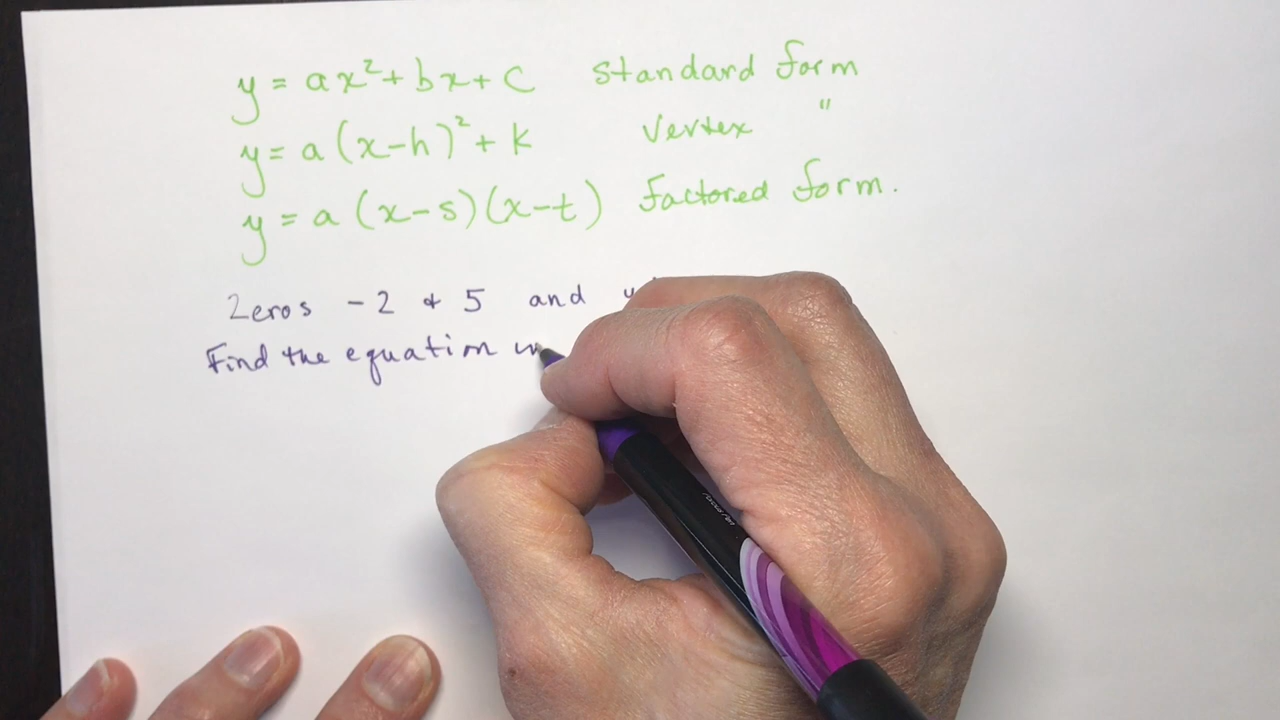 y = ax²+bx+c standard form
y = a(x-h)²+k Vertex "
y = a(x-s)(x-t) factored form.
Zeros -2 & 5 and
Find the equation